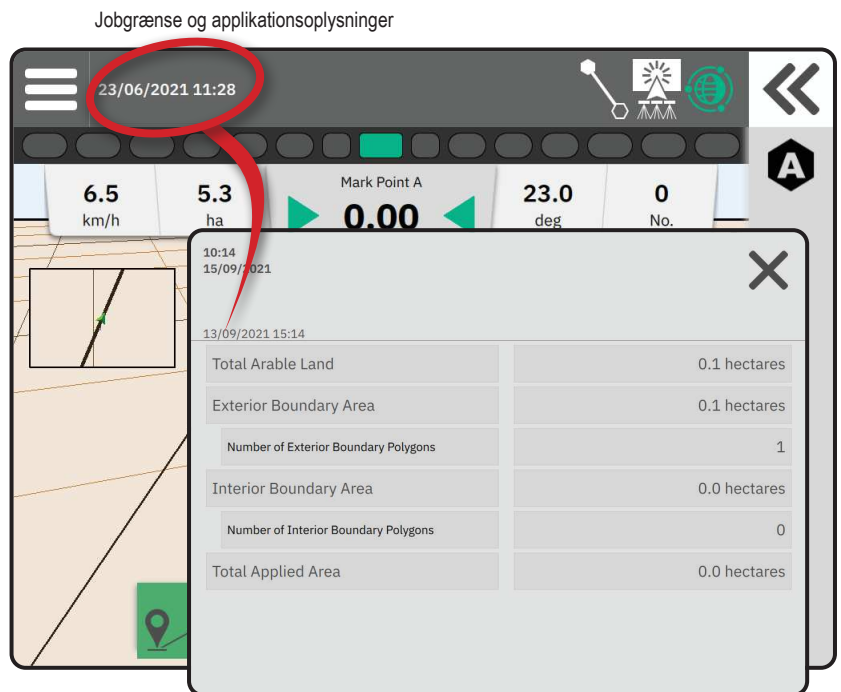 Jobgrænse og applikationsoplysninger
23/06/2021 11:28
A
6.5
km/h
5.3
ha
Mark Point A
0.00
23.0
deg
0
No.
10:14
15/09/2021
13/09/2021 15:14
Total Arable Land 0.1 hectares
Exterior Boundary Area 0.1 hectares
Number of Exterior Boundary Polygons 1
Interior Boundary Area 0.0 hectares
Number of Interior Boundary Polygons 0
Total Applied Area 0.0 hectares